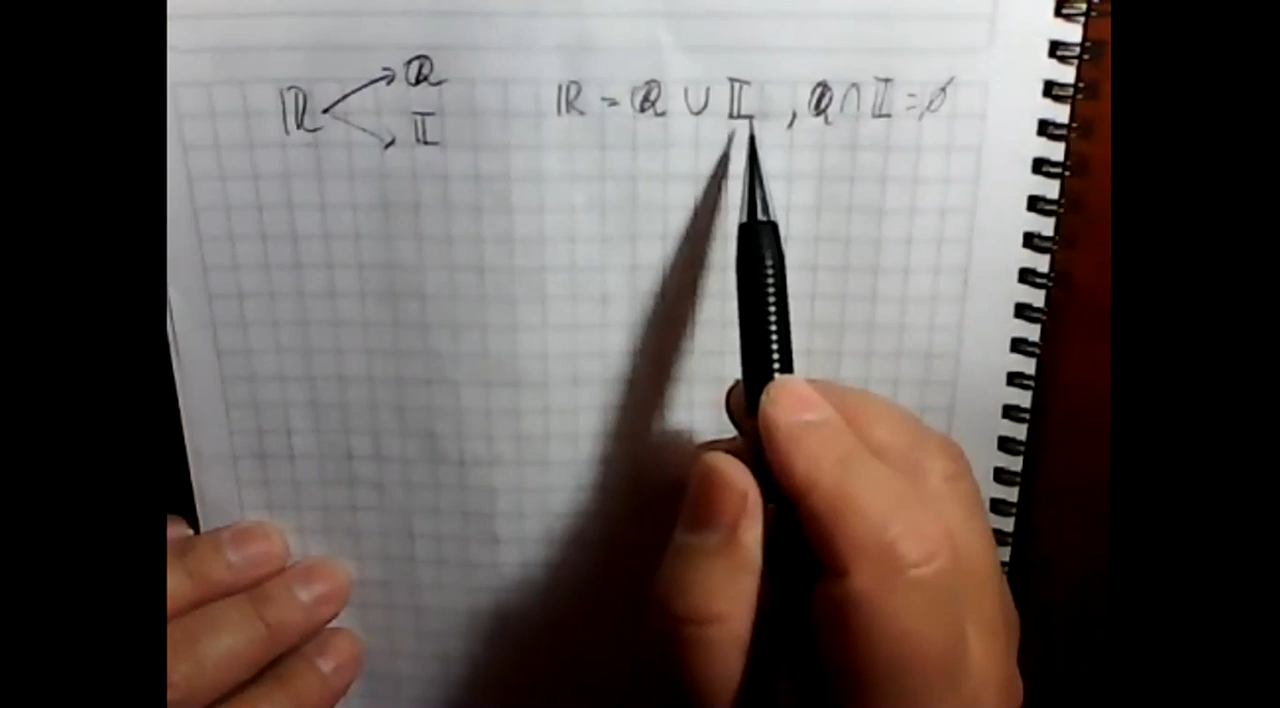 ℝ → ℚ
→ 𝕀
ℝ = ℚ ∪ 𝕀 , ℚ ∩ 𝕀 = ∅